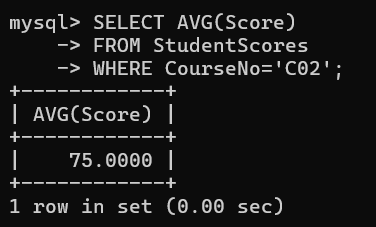 mysql> SELECT AVG(Score)
    -> FROM StudentScores
    -> WHERE CourseNo='C02';
+------------+
| AVG(Score) |
+------------+
|    75.0000 |
+------------+
1 row in set (0.00 sec)